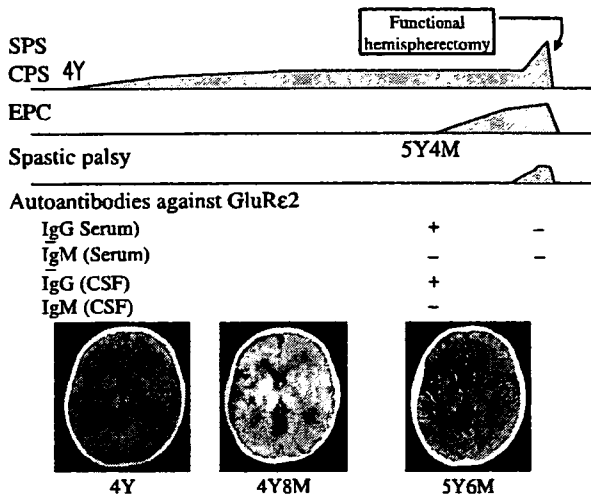 Functional
hemispherectomy
SPS
CPS 4Y
EPC
5Y4M
Spastic palsy
Autoantibodies against GluRε2
IgG Serum) + −
IgM (Serum) − −
IgG (CSF) +
IgM (CSF) −
4Y 4Y8M 5Y6M